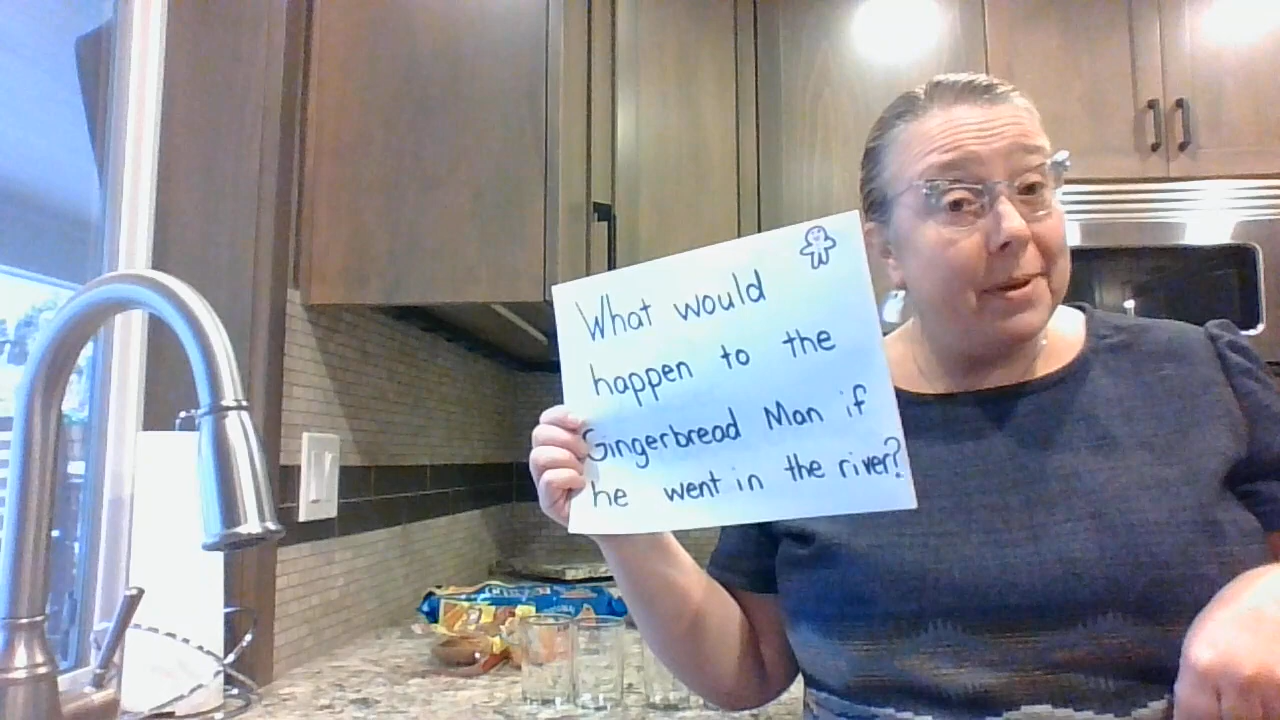 What would
happen to the
Gingerbread Man if
he went in the river?